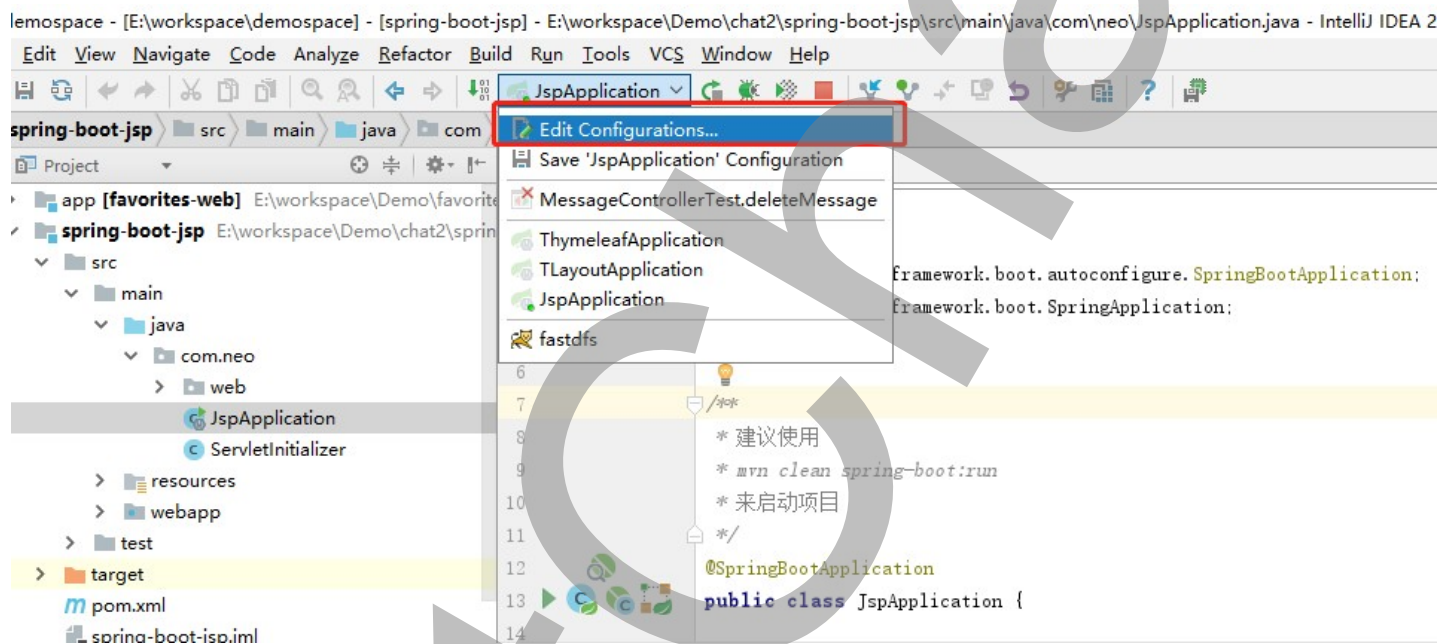 lemospace - [E:\workspace\demospace] - [spring-boot-jsp] - E:\workspace\Demo\chat2\spring-boot-jsp\src\main\java\com\neo\JspApplication.java - IntelliJ IDEA 2
Edit View Navigate Code Analyze Refactor Build Run Tools VCS Window Help
JspApplication
spring-boot-jsp src main java com
Edit Configurations...
Project
Save 'JspApplication' Configuration
app [favorites-web] E:\workspace\Demo\favorite
MessageControllerTest.deleteMessage
spring-boot-jsp E:\workspace\Demo\chat2\sprin
ThymeleafApplication
src
TLayoutApplication
framework.boot.autoconfigure.SpringBootApplication;
main
JspApplication
framework.boot.SpringApplication;
java
fastdfs
com.neo
6
web
7 /**
JspApplication
8 * 建议使用
ServletInitializer
9 * mvn clean spring-boot:run
resources
10 * 来启动项目
webapp
11 */
test
12 @SpringBootApplication
target
13 public class JspApplication {
pom.xml
14
spring-boot-jsp.iml